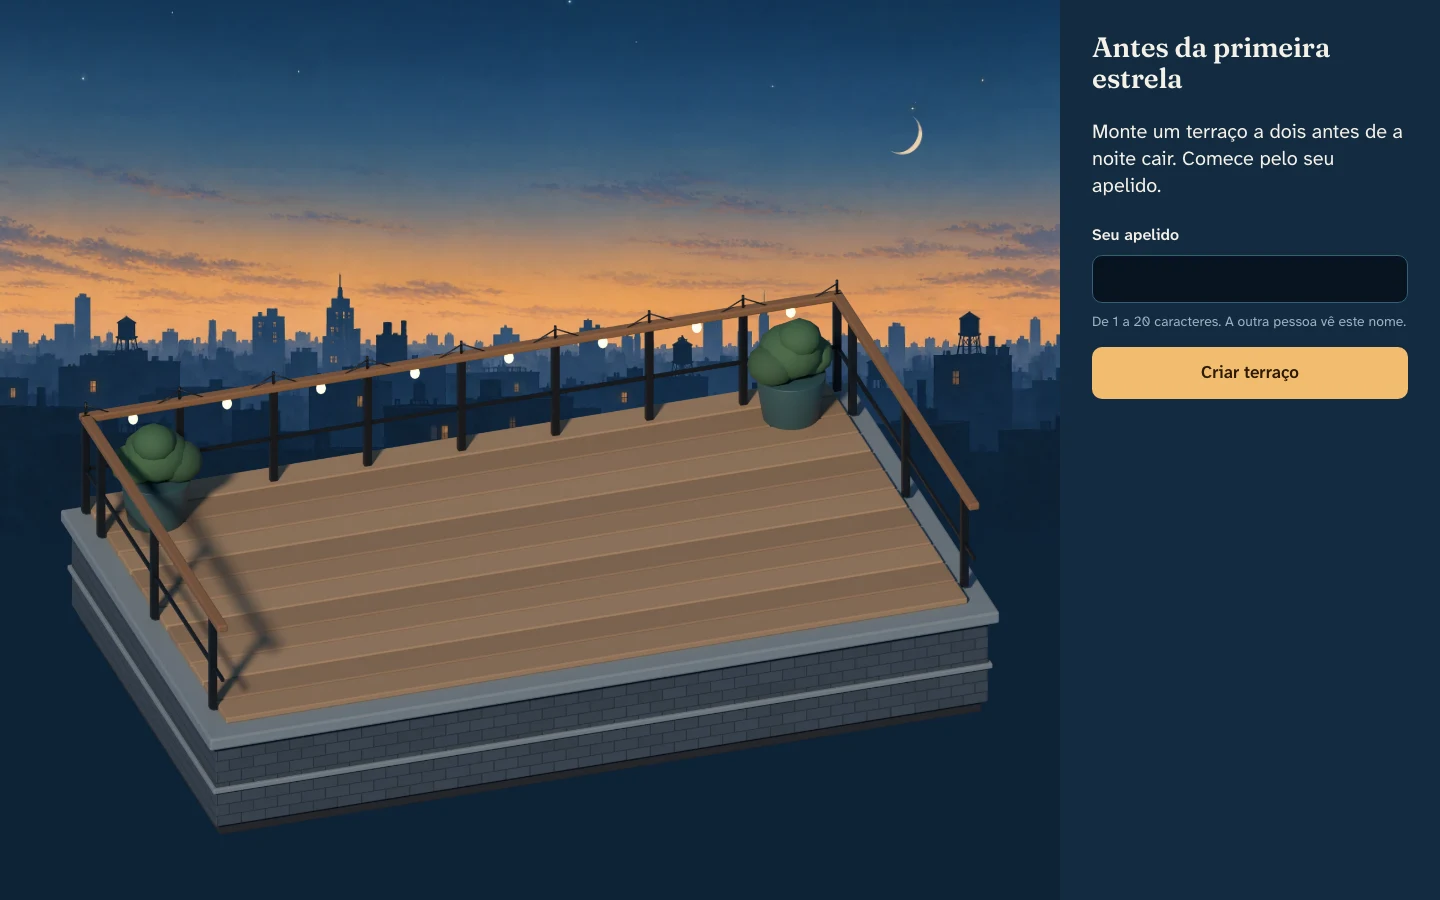 Antes da primeira
estrela
Monte um terraço a dois antes de a
noite cair. Comece pelo seu
apelido.
Seu apelido
De 1 a 20 caracteres. A outra pessoa vê este nome.
Criar terraço